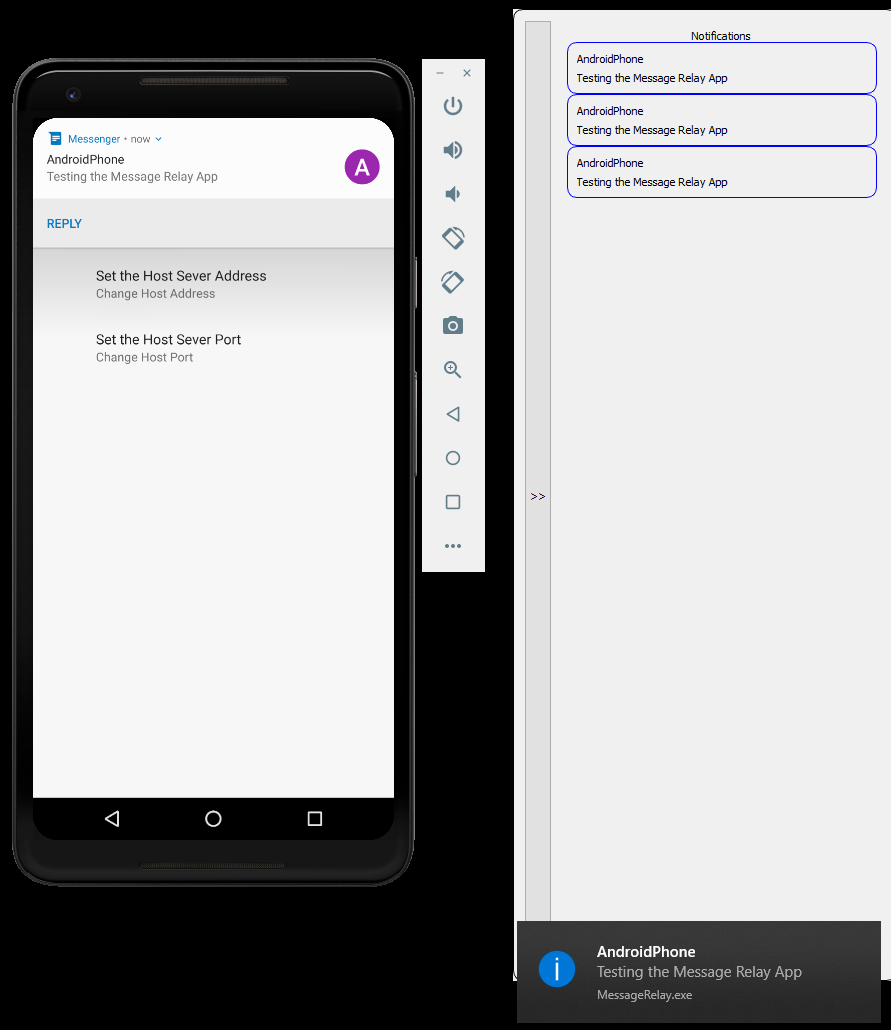 Messenger • now
AndroidPhone
Testing the Message Relay App
A
REPLY
Set the Host Sever Address
Change Host Address
Set the Host Sever Port
Change Host Port
>>
Notifications
AndroidPhone
Testing the Message Relay App
AndroidPhone
Testing the Message Relay App
AndroidPhone
Testing the Message Relay App
AndroidPhone
Testing the Message Relay App
MessageRelay.exe